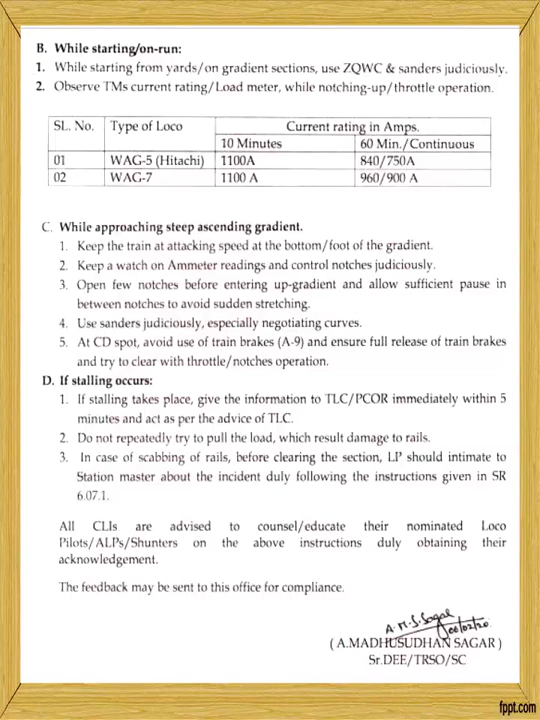 B. While starting/on-run:
1. While starting from yards/on gradient sections, use ZQWC & sanders judiciously.
2. Observe TMs current rating/Load meter, while notching-up/throttle operation.
SL. No. Type of Loco Current rating in Amps.
10 Minutes 60 Min./Continuous
01 WAG-5 (Hitachi) 1100A 840/750A
02 WAG-7 1100 A 960/900 A
C. While approaching steep ascending gradient.
1. Keep the train at attacking speed at the bottom/foot of the gradient.
2. Keep a watch on Ammeter readings and control notches judiciously.
3. Open few notches before entering up-gradient and allow sufficient pause in
between notches to avoid sudden stretching.
4. Use sanders judiciously, especially negotiating curves.
5. At CD spot, avoid use of train brakes (A-9) and ensure full release of train brakes
and try to clear with throttle/notches operation.
D. If stalling occurs:
1. If stalling takes place, give the information to TLC/PCOR immediately within 5
minutes and act as per the advice of TLC.
2. Do not repeatedly try to pull the load, which result damage to rails.
3. In case of scabbing of rails, before clearing the section, LP should intimate to
Station master about the incident duly following the instructions given in SR
6.07.1.
All CLIs are advised to counsel/educate their nominated Loco
Pilots/ALPs/Shunters on the above instructions duly obtaining their
acknowledgement.
The feedback may be sent to this office for compliance.
A.M.S.Sagar
(A.MADHUSUDHAN SAGAR)
Sr.DEE/TRSO/SC
fppt.com